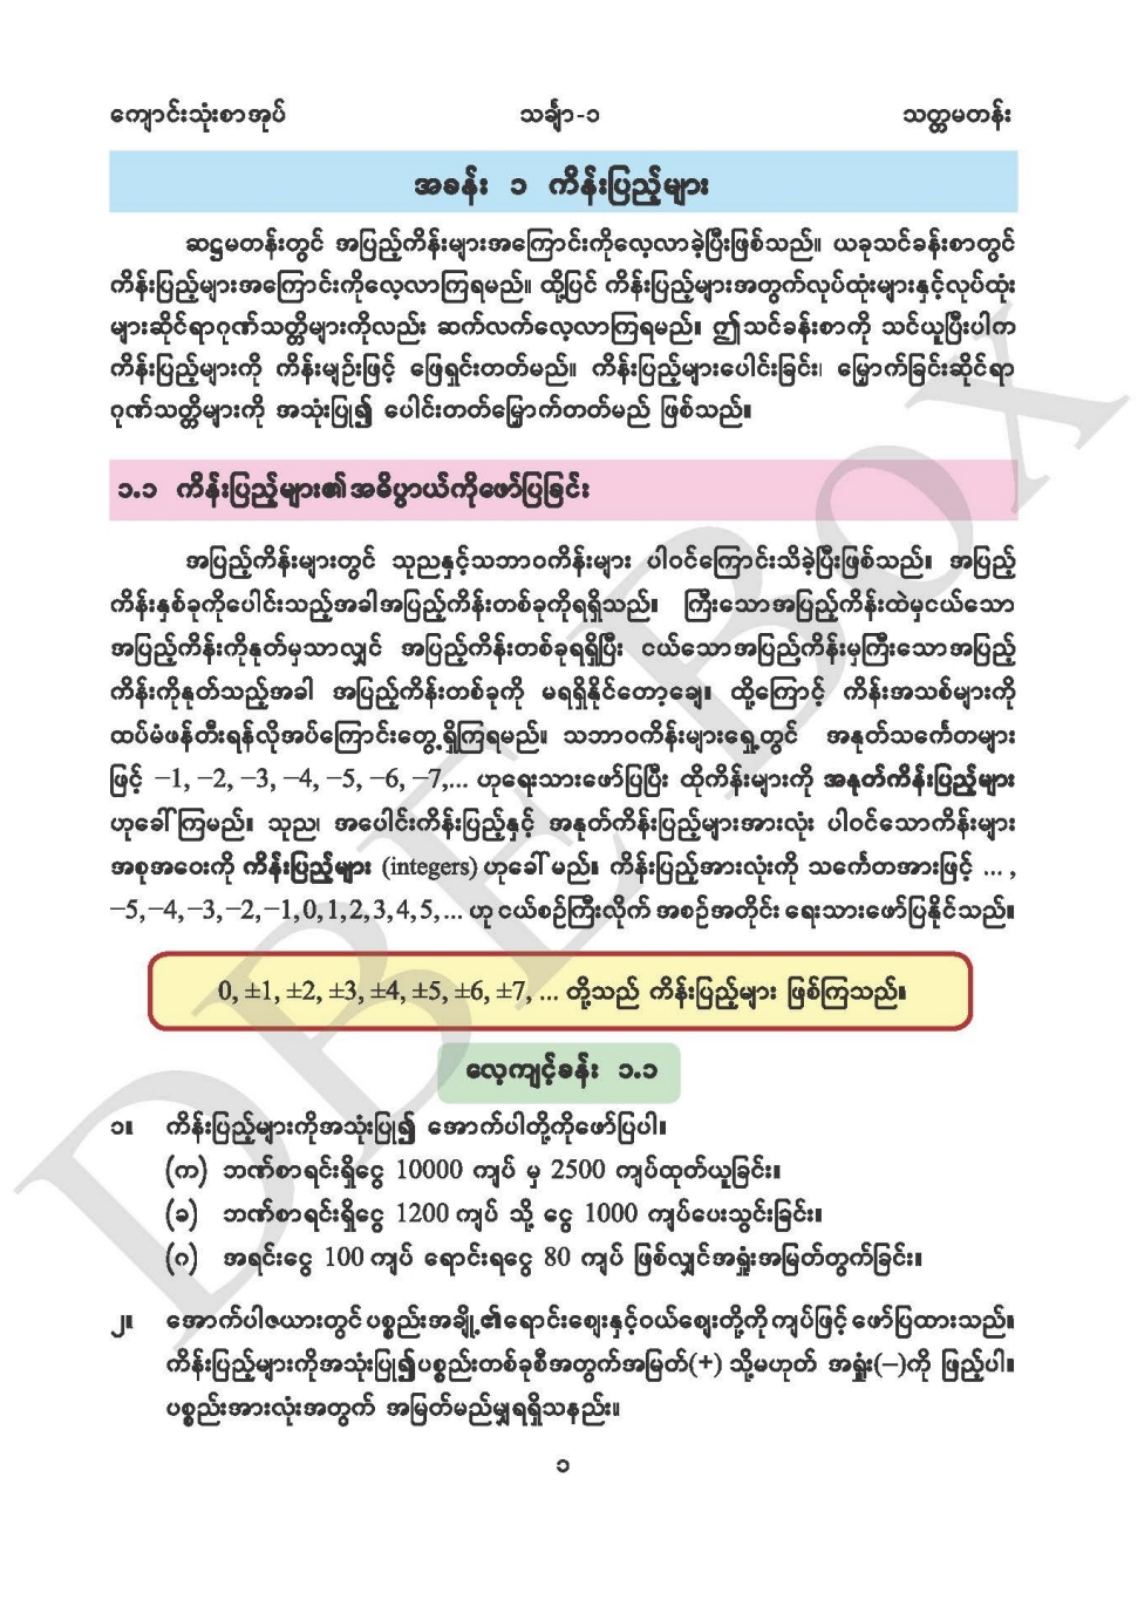 ကျောင်းသုံးစာအုပ် သင်္ချာ-၁ သတ္တမတန်း
အခန်း ၁ ကိန်းပြည့်များ
ဆဋ္ဌမတန်းတွင် အပြည့်ကိန်းများအကြောင်းကိုလေ့လာခဲ့ပြီးဖြစ်သည်။ ယခုသင်ခန်းစာတွင်
ကိန်းပြည့်များအကြောင်းကိုလေ့လာကြရမည်။ ထို့ပြင် ကိန်းပြည့်များအတွက်လုပ်ထုံးများနှင့်လုပ်ထုံး
များဆိုင်ရာဂုဏ်သတ္တိများကိုလည်း ဆက်လက်လေ့လာကြရမည်။ ဤသင်ခန်းစာကို သင်ယူပြီးပါက
ကိန်းပြည့်များကို ကိန်းမျဉ်းဖြင့် ဖြေရှင်းတတ်မည်။ ကိန်းပြည့်များပေါင်းခြင်း၊ မြှောက်ခြင်းဆိုင်ရာ
ဂုဏ်သတ္တိများကို အသုံးပြု၍ ပေါင်းတတ်မြှောက်တတ်မည် ဖြစ်သည်။
၁.၁ ကိန်းပြည့်များ၏အဓိပ္ပာယ်ကိုဖော်ပြခြင်း
အပြည့်ကိန်းများတွင် သုညနှင့်သဘာဝကိန်းများ ပါဝင်ကြောင်းသိခဲ့ပြီးဖြစ်သည်။ အပြည့်
ကိန်းနှစ်ခုကိုပေါင်းသည့်အခါအပြည့်ကိန်းတစ်ခုကိုရရှိသည်။ ကြီးသောအပြည့်ကိန်းထဲမှငယ်သော
အပြည့်ကိန်းကိုနုတ်မှသာလျှင် အပြည့်ကိန်းတစ်ခုရရှိပြီး ငယ်သောအပြည့်ကိန်းမှကြီးသောအပြည့်
ကိန်းကိုနုတ်သည့်အခါ အပြည့်ကိန်းတစ်ခုကို မရရှိနိုင်တော့ချေ။ ထို့ကြောင့် ကိန်းအသစ်များကို
ထပ်မံဖန်တီးရန်လိုအပ်ကြောင်းတွေ့ရှိကြရမည်။ သဘာဝကိန်းများရှေ့တွင် အနုတ်သင်္ကေတများ
ဖြင့် −1, −2, −3, −4, −5, −6, −7,... ဟုရေးသားဖော်ပြပြီး ထိုကိန်းများကို အနုတ်ကိန်းပြည့်များ
ဟုခေါ်ကြမည်။ သုည၊ အပေါင်းကိန်းပြည့်နှင့် အနုတ်ကိန်းပြည့်များအားလုံး ပါဝင်သောကိန်းများ
အစုအဝေးကို ကိန်းပြည့်များ (integers) ဟုခေါ်မည်။ ကိန်းပြည့်အားလုံးကို သင်္ကေတအားဖြင့် ... ,
−5, −4, −3, −2, −1, 0, 1, 2, 3, 4, 5, ... ဟု ငယ်စဉ်ကြီးလိုက် အစဉ်အတိုင်း ရေးသားဖော်ပြနိုင်သည်။
0, ±1, ±2, ±3, ±4, ±5, ±6, ±7, ... တို့သည် ကိန်းပြည့်များ ဖြစ်ကြသည်။
လေ့ကျင့်ခန်း ၁.၁
၁။ ကိန်းပြည့်များကိုအသုံးပြု၍ အောက်ပါတို့ကိုဖော်ပြပါ။
(က) ဘဏ်စာရင်းရှိငွေ 10000 ကျပ် မှ 2500 ကျပ်ထုတ်ယူခြင်း။
(ခ) ဘဏ်စာရင်းရှိငွေ 1200 ကျပ် သို့ ငွေ 1000 ကျပ်ပေးသွင်းခြင်း။
(ဂ) အရင်းငွေ 100 ကျပ် ရောင်းရငွေ 80 ကျပ် ဖြစ်လျှင်အရှုံးအမြတ်တွက်ခြင်း။
၂။ အောက်ပါဇယားတွင် ပစ္စည်းအချို့၏ရောင်းဈေးနှင့်ဝယ်ဈေးတို့ကို ကျပ်ဖြင့် ဖော်ပြထားသည်။
ကိန်းပြည့်များကိုအသုံးပြု၍ပစ္စည်းတစ်ခုစီအတွက်အမြတ်(+) သို့မဟုတ် အရှုံး(−)ကို ဖြည့်ပါ။
ပစ္စည်းအားလုံးအတွက် အမြတ်မည်မျှရရှိသနည်း။
၁
DBE Box